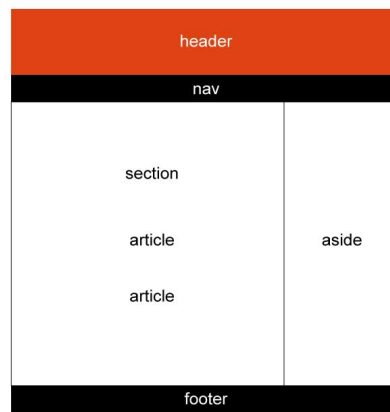 header
nav
section
article
aside
article
footer